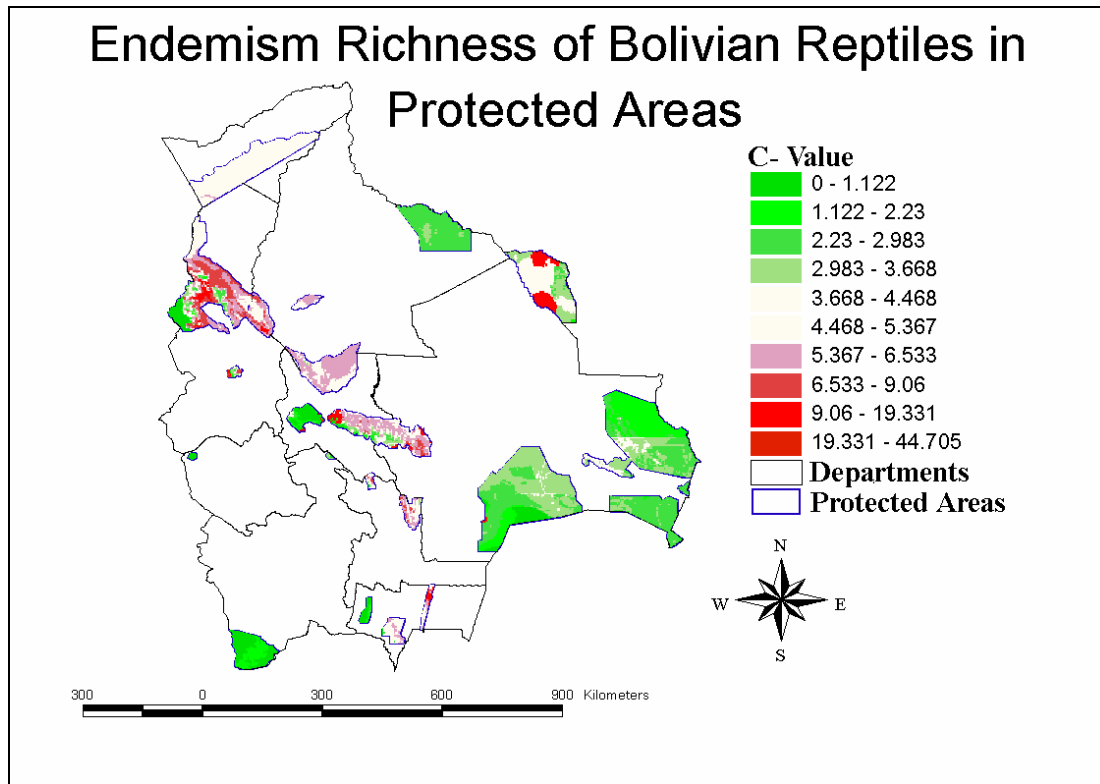 Endemism Richness of Bolivian Reptiles in
Protected Areas
C- Value
0 - 1.122
1.122 - 2.23
2.23 - 2.983
2.983 - 3.668
3.668 - 4.468
4.468 - 5.367
5.367 - 6.533
6.533 - 9.06
9.06 - 19.331
19.331 - 44.705
Departments
Protected Areas
N
W E
S
300 0 300 600 900 Kilometers